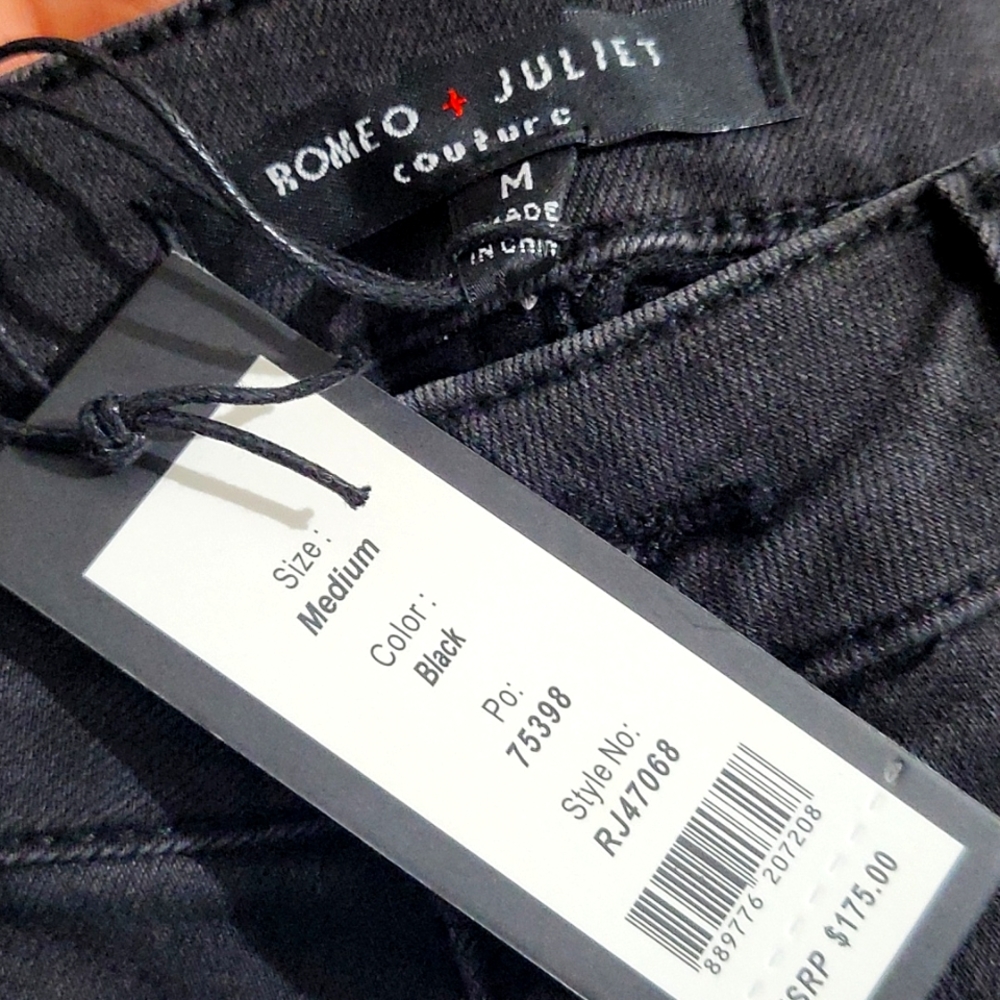 ROMEO + JULIET
couture
M
MADE
IN CHIN
Size:
Medium
Color:
Black
Po:
75398
Style No:
RJ47068
889776 207208
SRP $175.00